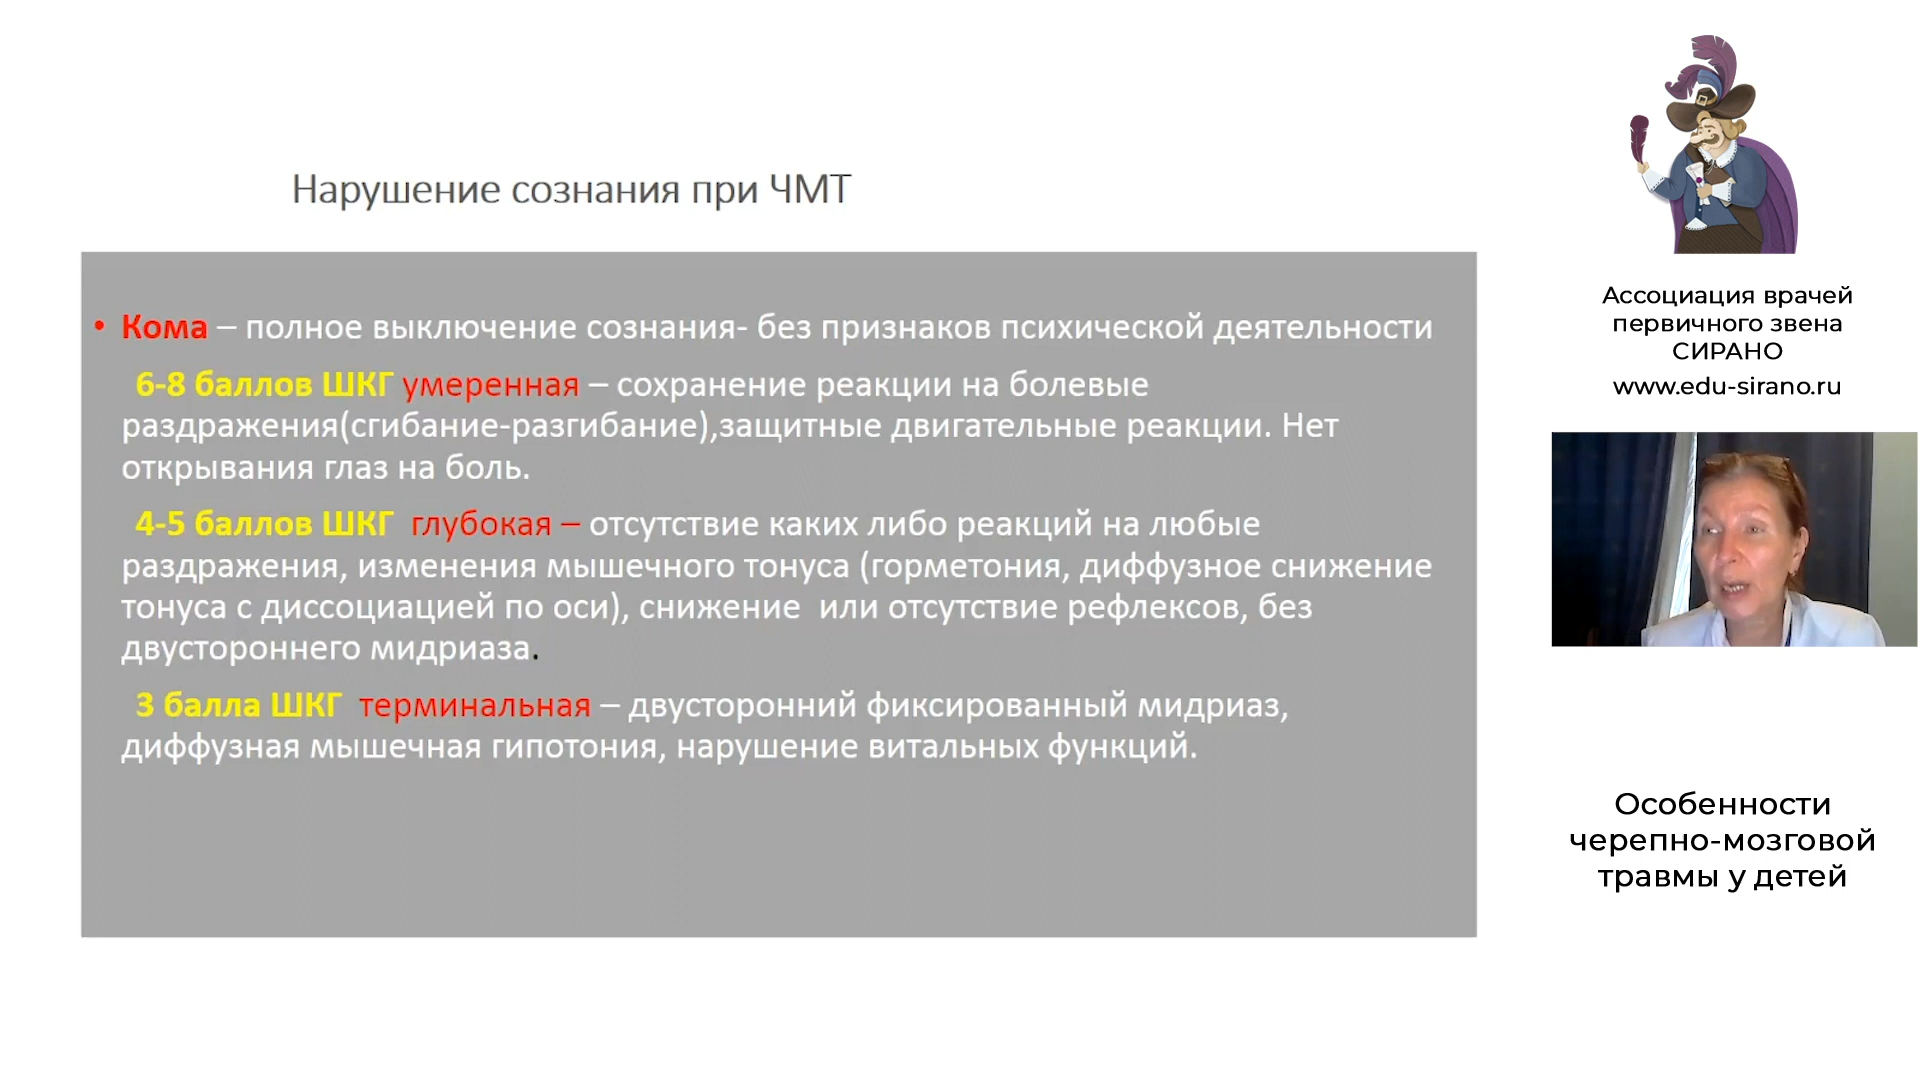 Нарушение сознания при ЧМТ
• Кома – полное выключение сознания- без признаков психической деятельности
6-8 баллов ШКГ умеренная – сохранение реакции на болевые
раздражения(сгибание-разгибание),защитные двигательные реакции. Нет
открывания глаз на боль.
4-5 баллов ШКГ глубокая – отсутствие каких либо реакций на любые
раздражения, изменения мышечного тонуса (горметония, диффузное снижение
тонуса с диссоциацией по оси), снижение или отсутствие рефлексов, без
двустороннего мидриаза.
3 балла ШКГ терминальная – двусторонний фиксированный мидриаз,
диффузная мышечная гипотония, нарушение витальных функций.
Ассоциация врачей
первичного звена
СИРАНО
www.edu-sirano.ru
Особенности
черепно-мозговой
травмы у детей